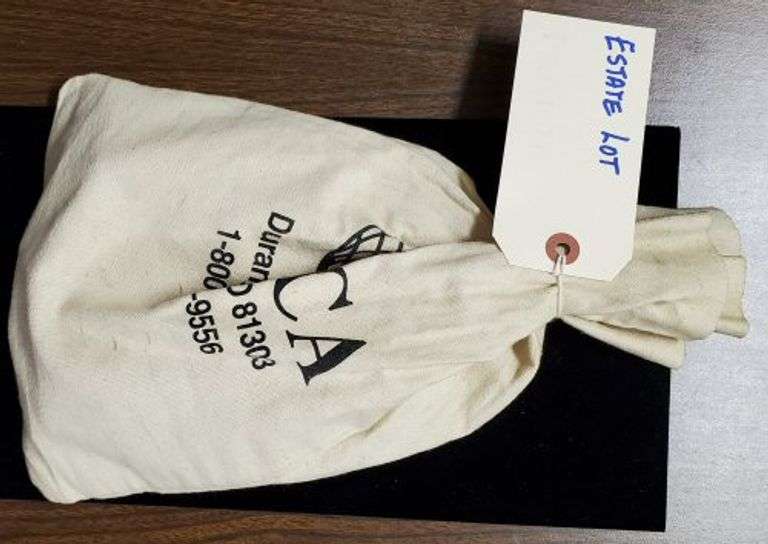 ESTATE LOT
CA
Duran 81303
1-800 -9556